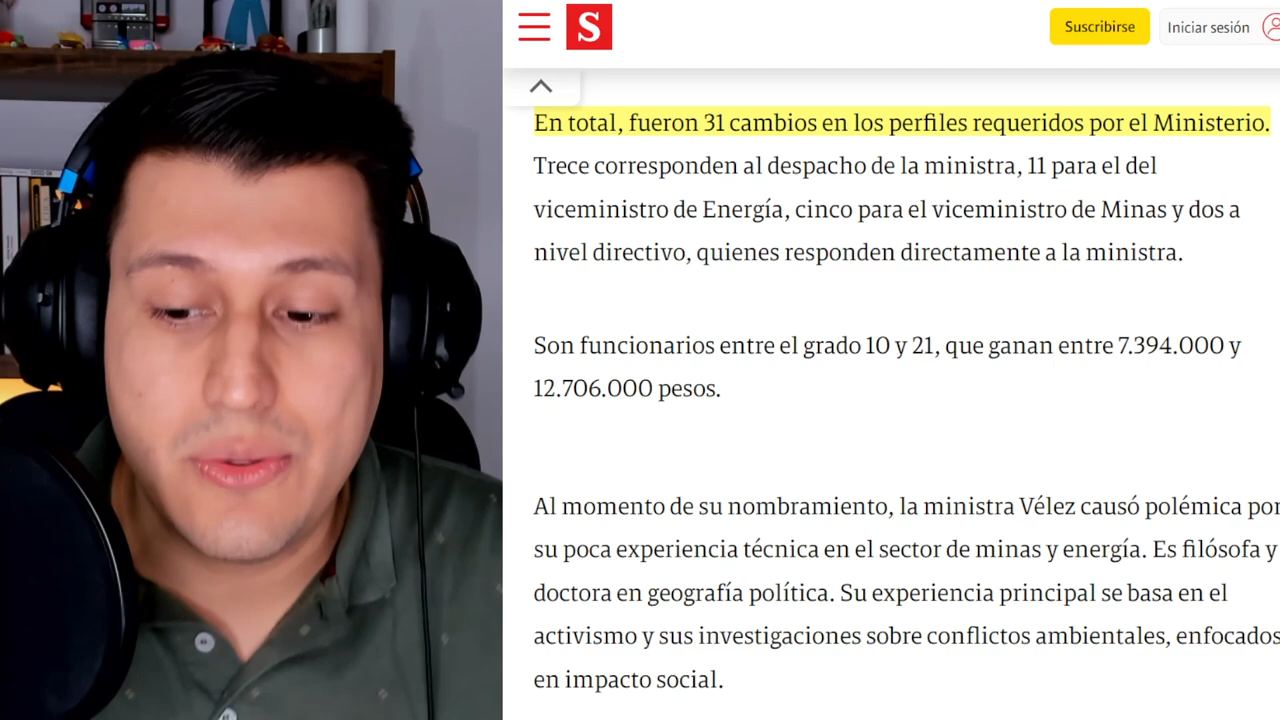 S
Suscribirse
Iniciar sesión
En total, fueron 31 cambios en los perfiles requeridos por el Ministerio.
Trece corresponden al despacho de la ministra, 11 para el del
viceministro de Energía, cinco para el viceministro de Minas y dos a
nivel directivo, quienes responden directamente a la ministra.
Son funcionarios entre el grado 10 y 21, que ganan entre 7.394.000 y
12.706.000 pesos.
Al momento de su nombramiento, la ministra Vélez causó polémica por
su poca experiencia técnica en el sector de minas y energía. Es filósofa y
doctora en geografía política. Su experiencia principal se basa en el
activismo y sus investigaciones sobre conflictos ambientales, enfocados
en impacto social.